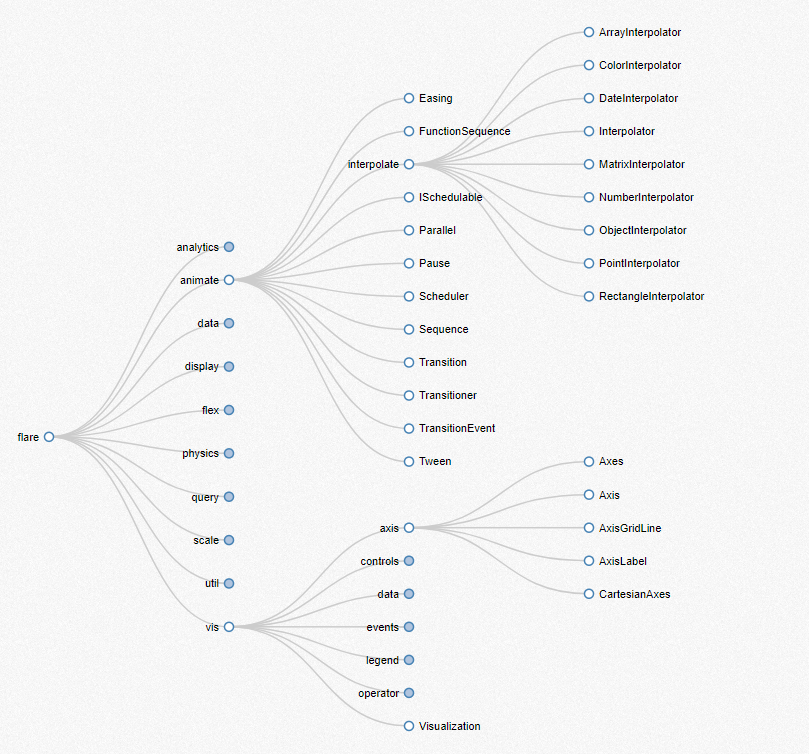 flare
analytics
animate
data
display
flex
physics
query
scale
util
vis
Easing
FunctionSequence
interpolate
ISchedulable
Parallel
Pause
Scheduler
Sequence
Transition
Transitioner
TransitionEvent
Tween
axis
controls
data
events
legend
operator
Visualization
ArrayInterpolator
ColorInterpolator
DateInterpolator
Interpolator
MatrixInterpolator
NumberInterpolator
ObjectInterpolator
PointInterpolator
RectangleInterpolator
Axes
Axis
AxisGridLine
AxisLabel
CartesianAxes